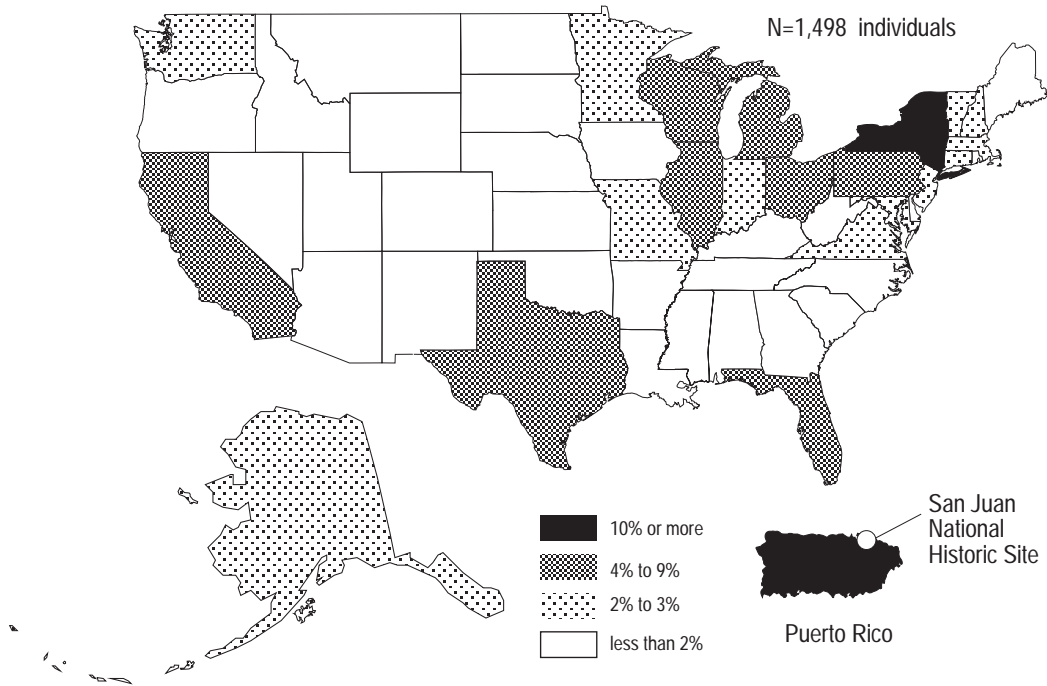 N=1,498 individuals
San Juan
National
Historic Site
10% or more
4% to 9%
2% to 3%
less than 2%
Puerto Rico